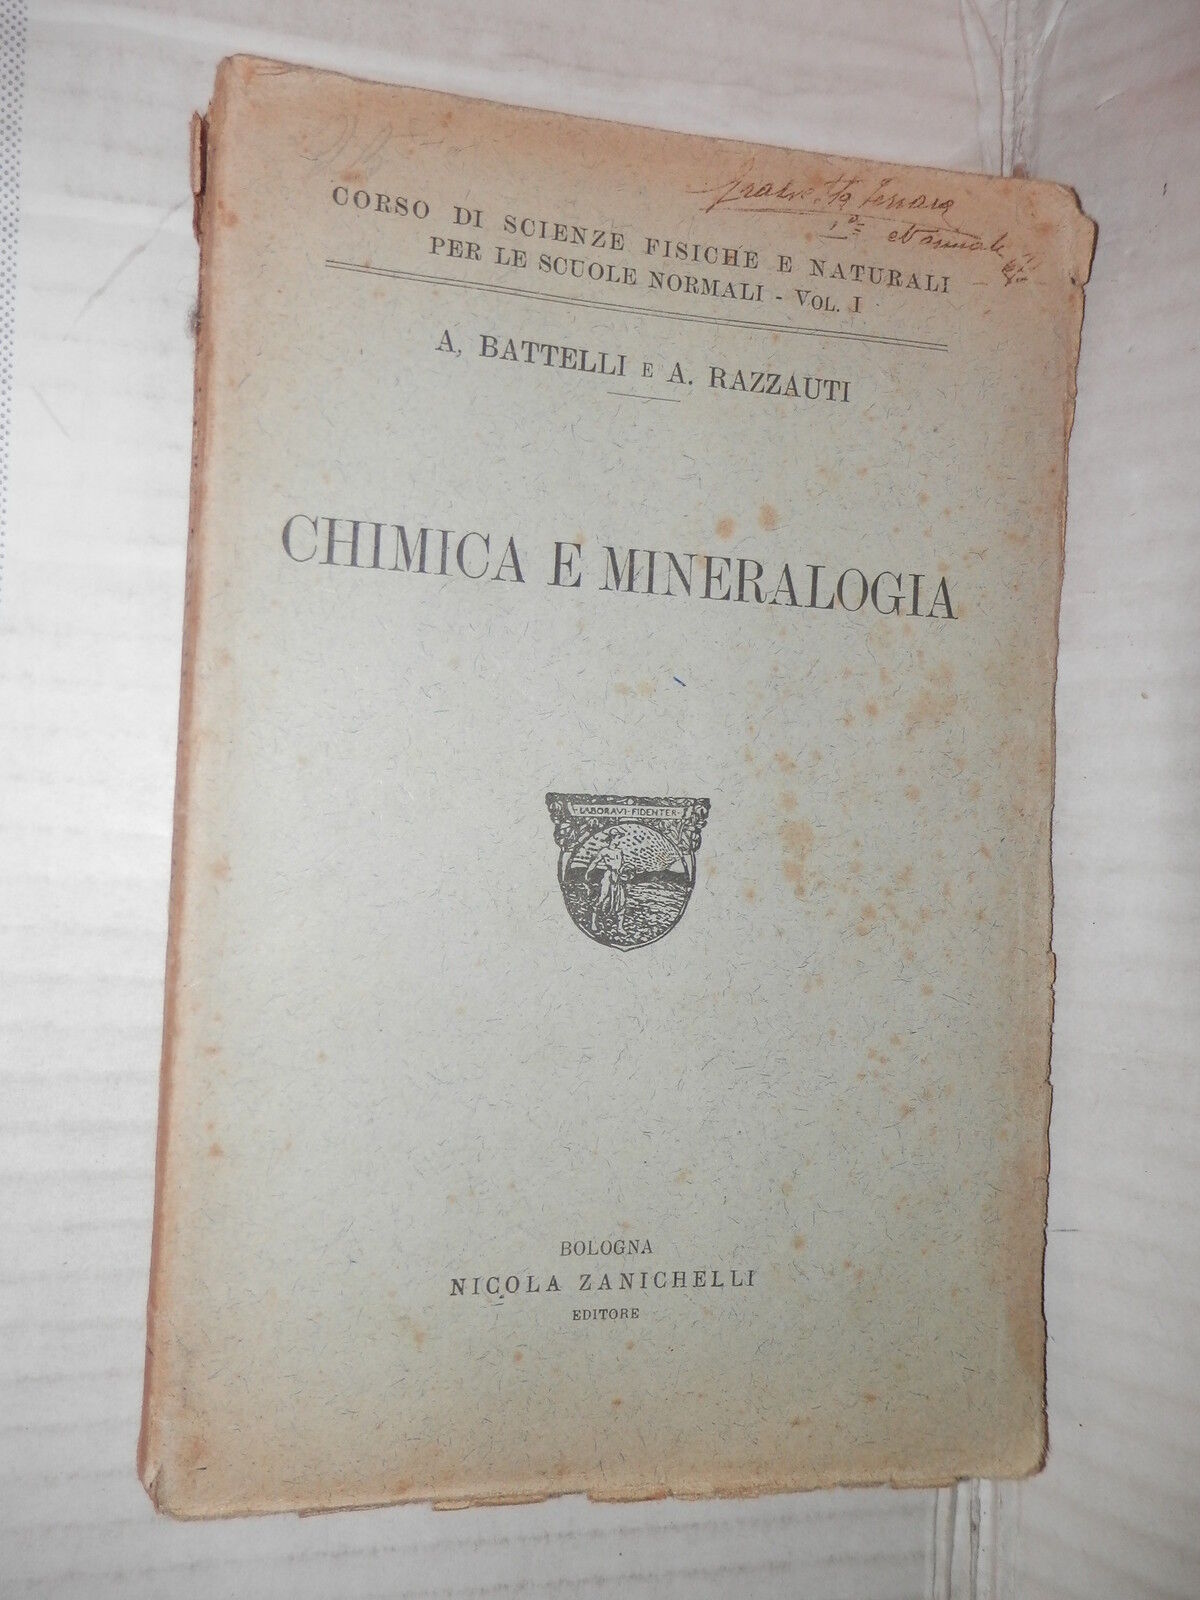 CORSO DI SCIENZE FISICHE E NATURALI
PER LE SCUOLE NORMALI - VOL. I
A. BATTELLI E A. RAZZAUTI
CHIMICA E MINERALOGIA
LABORAVI FIDENTER
BOLOGNA
NICOLA ZANICHELLI
EDITORE